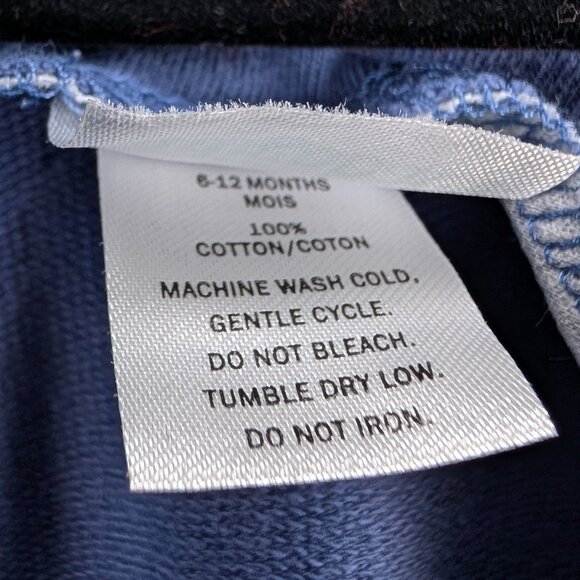 6-12 MONTHS
MOIS
100%
COTTON/COTON
MACHINE WASH COLD,
GENTLE CYCLE.
DO NOT BLEACH.
TUMBLE DRY LOW.
DO NOT IRON.